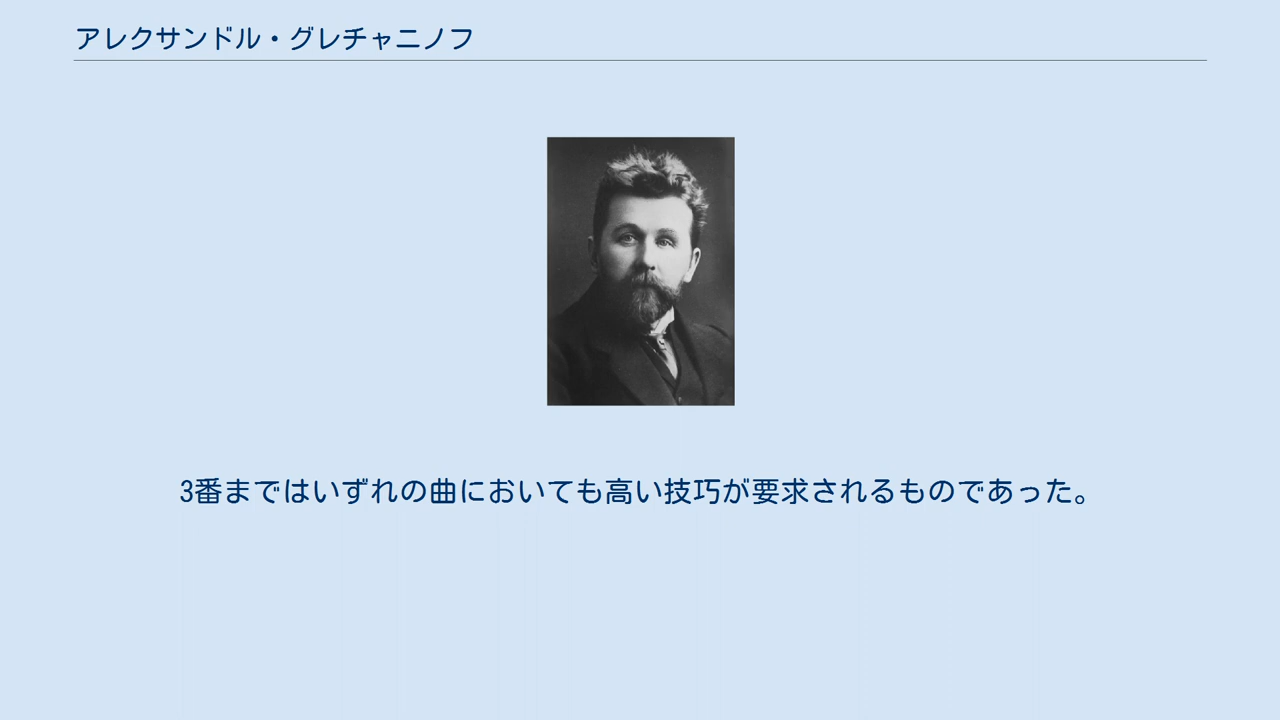 アレクサンドル・グレチャニノフ
3番まではいずれの曲においても高い技巧が要求されるものであった。